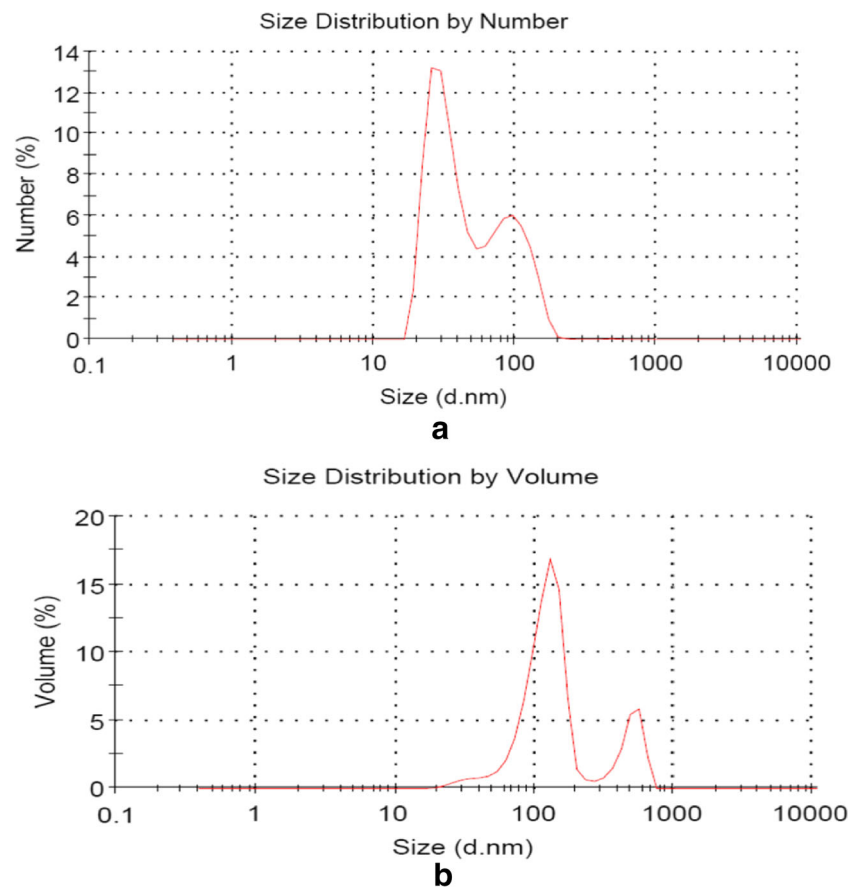 Size Distribution by Number
14
12
10
8
6
4
2
0
Number (%)
0.1 1 10 100 1000 10000
Size (d.nm)
a
Size Distribution by Volume
20
15
10
5
0
Volume (%)
0.1 1 10 100 1000 10000
Size (d.nm)
b